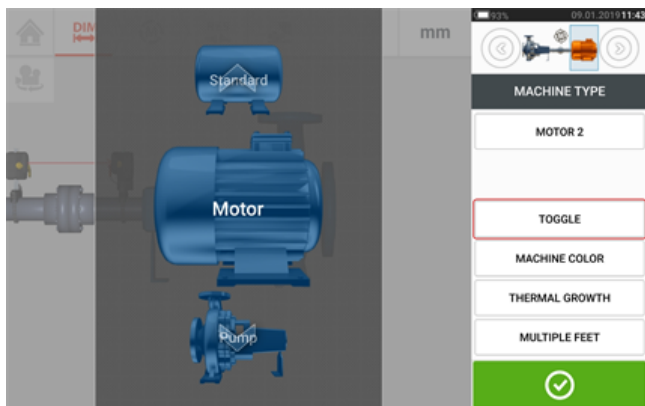 DIM
mm
93%
09.01.2019 11:43
Standard
Motor
Pump
MACHINE TYPE
MOTOR 2
TOGGLE
MACHINE COLOR
THERMAL GROWTH
MULTIPLE FEET